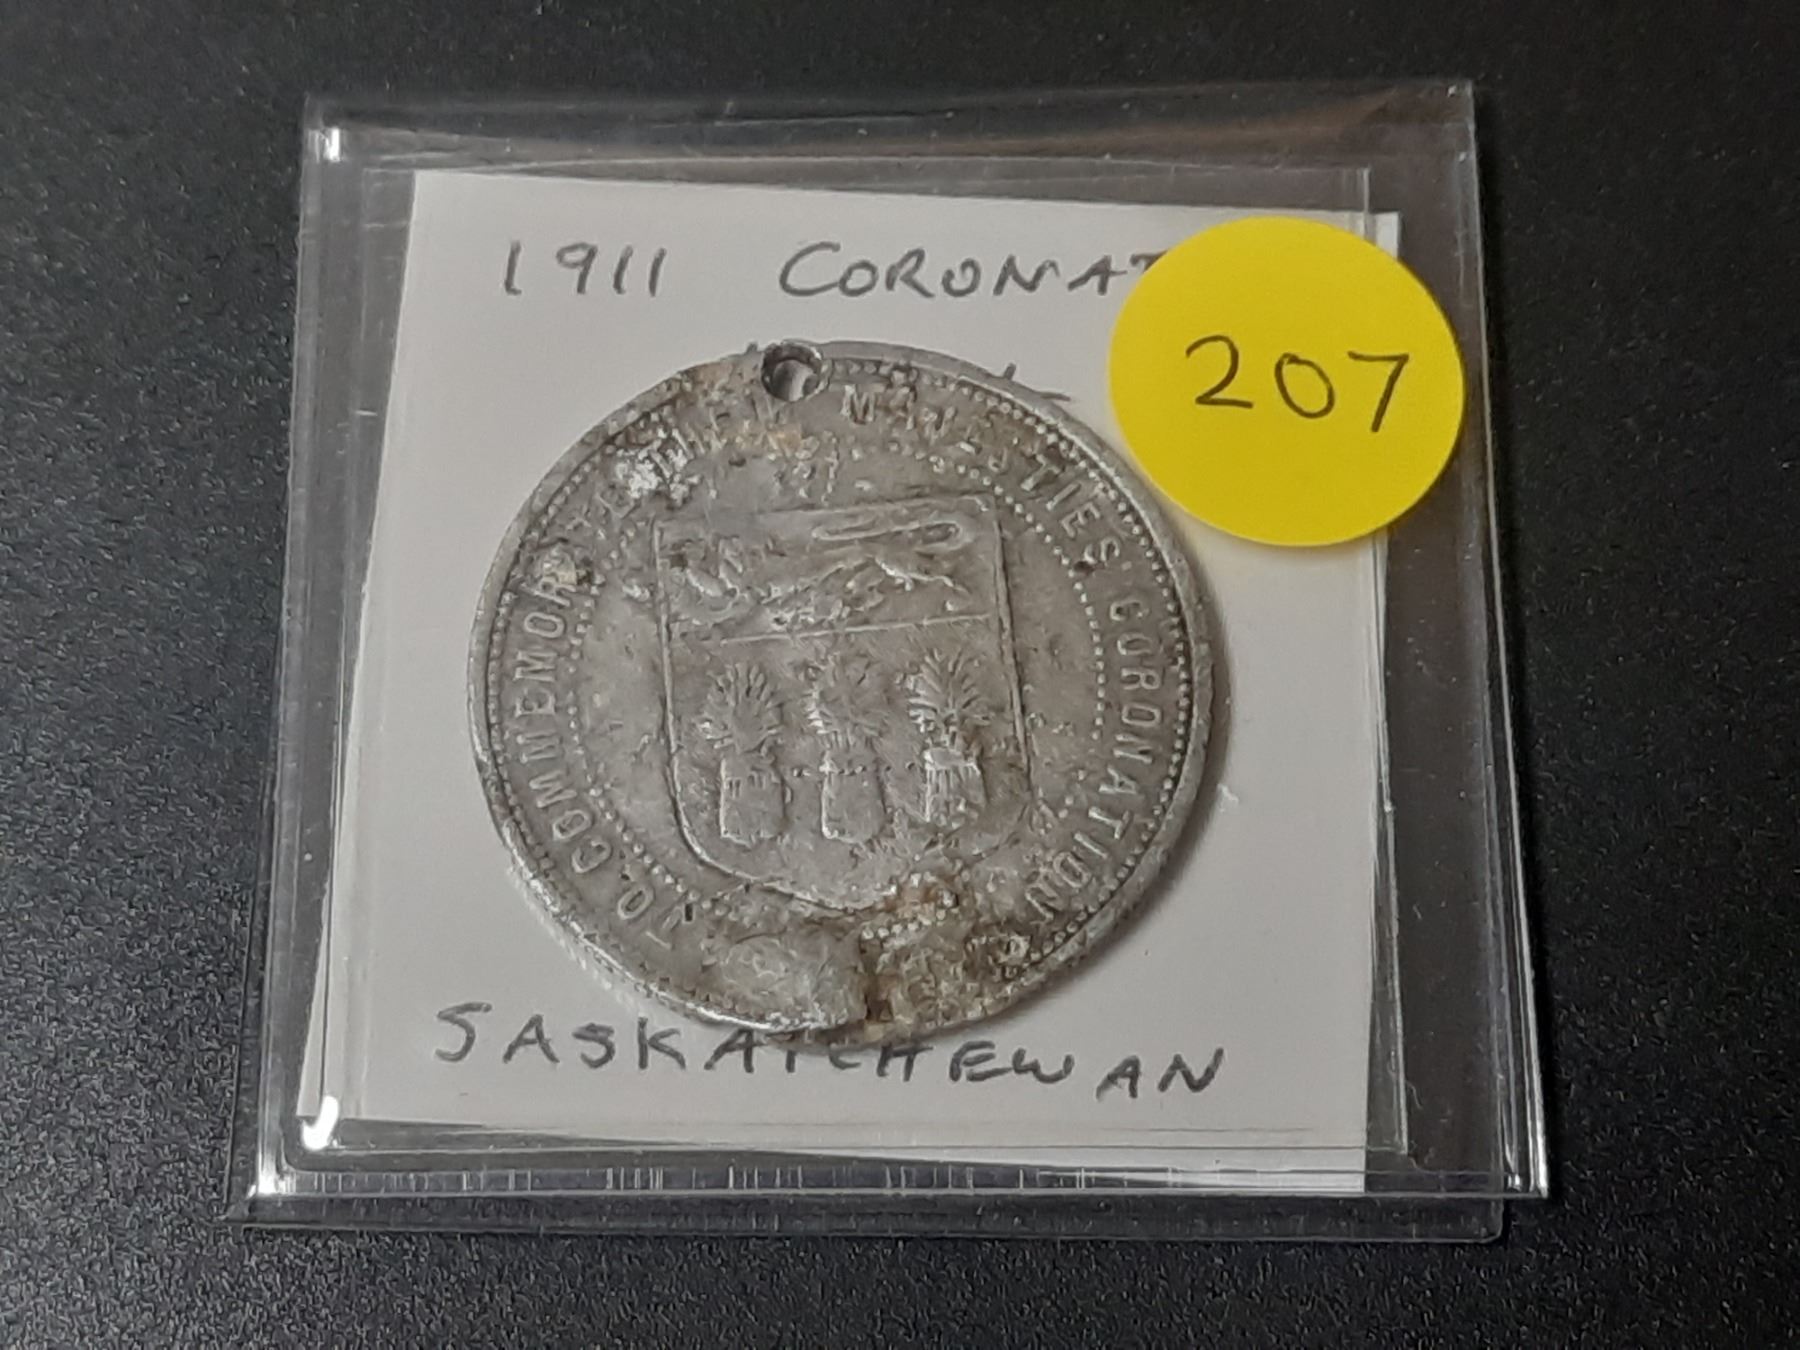 1911 CORONAT
207
TO COMMEMORATE THEIR MAJESTIES CORONATION
SASKATCHEWAN